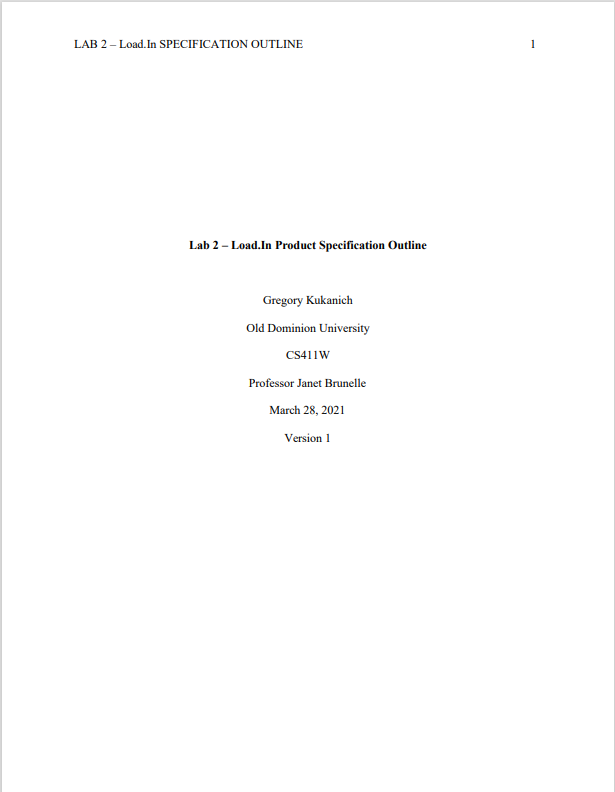 LAB 2 – Load.In SPECIFICATION OUTLINE 1
Lab 2 – Load.In Product Specification Outline
Gregory Kukanich
Old Dominion University
CS411W
Professor Janet Brunelle
March 28, 2021
Version 1